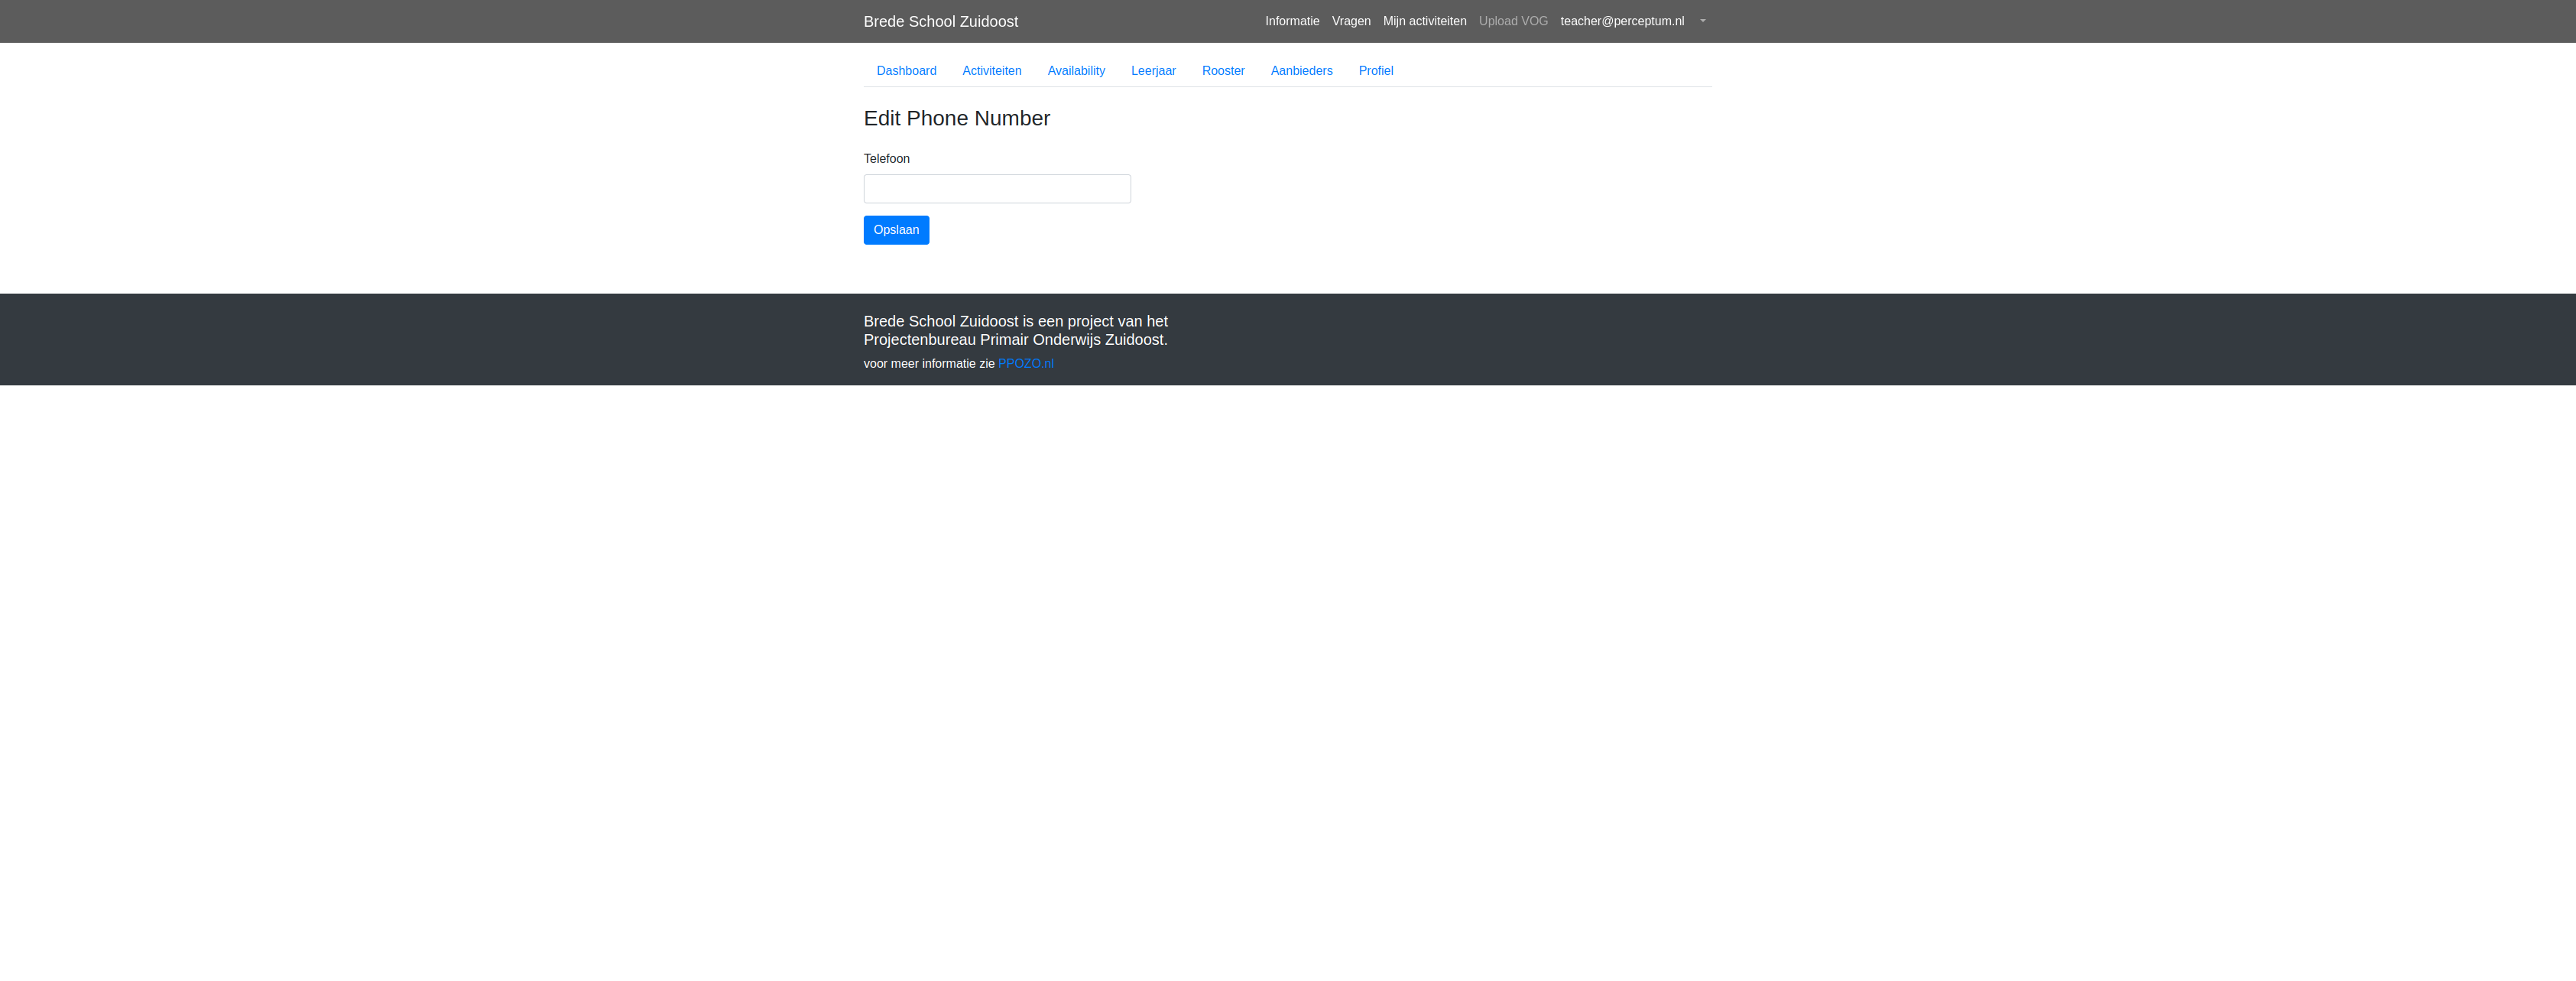 Brede School Zuidoost Informatie Vragen Mijn activiteiten Upload VOG teacher@perceptum.nl
Dashboard Activiteiten Availability Leerjaar Rooster Aanbieders Profiel
Edit Phone Number
Telefoon
Opslaan
Brede School Zuidoost is een project van het
Projectenbureau Primair Onderwijs Zuidoost.
voor meer informatie zie PPOZO.nl